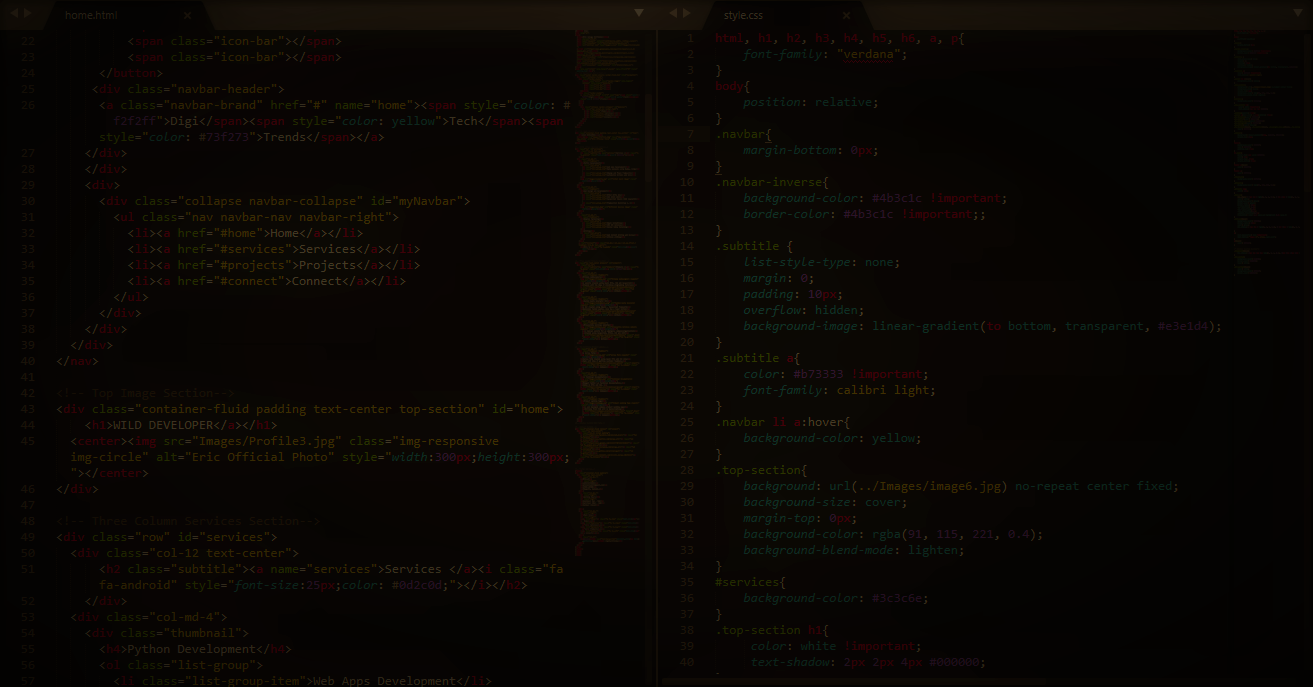 home.html
22 <span class="icon-bar"></span>
23 <span class="icon-bar"></span>
24 </button>
25 <div class="navbar-header">
26 <a class="navbar-brand" href="#" name="home"><span style="color: #
f2f2ff">Digi</span><span style="color: yellow">Tech</span><span
style="color: #73f273">Trends</span></a>
27 </div>
28 </div>
29 <div>
30 <div class="collapse navbar-collapse" id="myNavbar">
31 <ul class="nav navbar-nav navbar-right">
32 <li><a href="#home">Home</a></li>
33 <li><a href="#services">Services</a></li>
34 <li><a href="#projects">Projects</a></li>
35 <li><a href="#connect">Connect</a></li>
36 </ul>
37 </div>
38 </div>
39 </div>
40 </nav>
41
42 <!-- Top Image Section-->
43 <div class="container-fluid padding text-center top-section" id="home">
44 <h1>WILD DEVELOPER</a></h1>
45 <center><img src="Images/Profile3.jpg" class="img-responsive
img-circle" alt="Eric Official Photo" style="width:300px;height:300px;
"></center>
46 </div>
47
48 <!-- Three Column Services Section-->
49 <div class="row" id="services">
50 <div class="col-12 text-center">
51 <h2 class="subtitle"><a name="services">Services </a><i class="fa
fa-android" style="font-size:25px;color: #0d2c0d;"></i></h2>
52 </div>
53 <div class="col-md-4">
54 <div class="thumbnail">
55 <h4>Python Development</h4>
56 <ul class="list-group">
57 <li class="list-group-item">Web Apps Development</li>
style.css
1 html, h1, h2, h3, h4, h5, h6, a, p{
2 font-family: "verdana";
3 }
4 body{
5 position: relative;
6 }
7 .navbar{
8 margin-bottom: 0px;
9 }
10 .navbar-inverse{
11 background-color: #4b3c1c !important;
12 border-color: #4b3c1c !important;;
13 }
14 .subtitle {
15 list-style-type: none;
16 margin: 0;
17 padding: 10px;
18 overflow: hidden;
19 background-image: linear-gradient(to bottom, transparent, #e3e1d4);
20 }
21 .subtitle a{
22 color: #b73333 !important;
23 font-family: calibri light;
24 }
25 .navbar li a:hover{
26 background-color: yellow;
27 }
28 .top-section{
29 background: url(../Images/image6.jpg) no-repeat center fixed;
30 background-size: cover;
31 margin-top: 0px;
32 background-color: rgba(91, 115, 221, 0.4);
33 background-blend-mode: lighten;
34 }
35 #services{
36 background-color: #3c3c6e;
37 }
38 .top-section h1{
39 color: white !important;
40 text-shadow: 2px 2px 4px #000000;